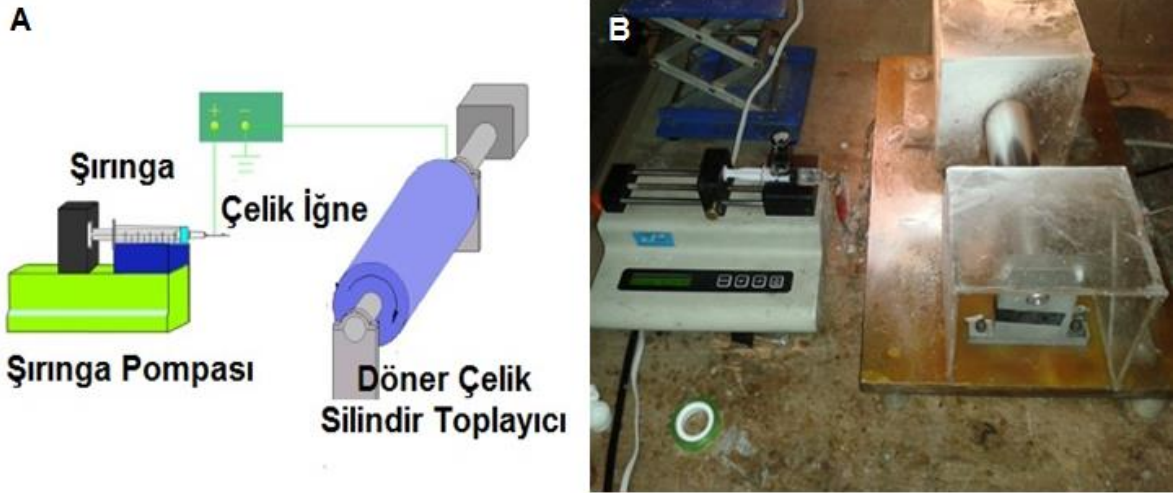 A
B
+ −
Şırınga
Çelik İğne
Şırınga Pompası
Döner Çelik
Silindir Toplayıcı